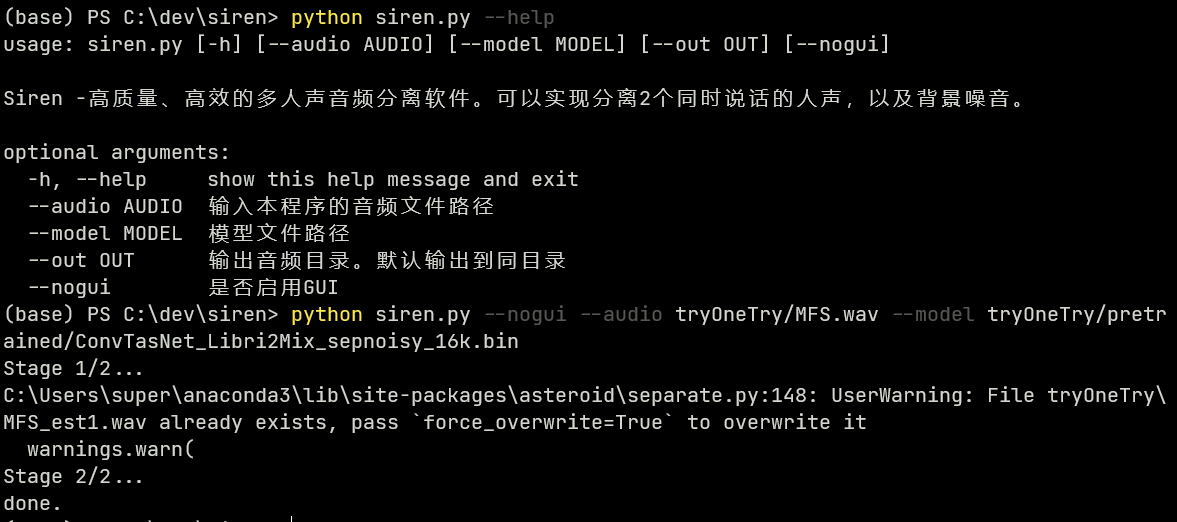 (base) PS C:\dev\siren> python siren.py --help
usage: siren.py [-h] [--audio AUDIO] [--model MODEL] [--out OUT] [--nogui]
Siren -高质量、高效的多人声音频分离软件。可以实现分离2个同时说话的人声，以及背景噪音。
optional arguments:
-h, --help show this help message and exit
--audio AUDIO 输入本程序的音频文件路径
--model MODEL 模型文件路径
--out OUT 输出音频目录。默认输出到同目录
--nogui 是否启用GUI
(base) PS C:\dev\siren> python siren.py --nogui --audio tryOneTry/MFS.wav --model tryOneTry/pretr
ained/ConvTasNet_Libri2Mix_sepnoisy_16k.bin
Stage 1/2...
C:\Users\super\anaconda3\lib\site-packages\asteroid\separate.py:148: UserWarning: File tryOneTry\
MFS_est1.wav already exists, pass `force_overwrite=True` to overwrite it
warnings.warn(
Stage 2/2...
done.